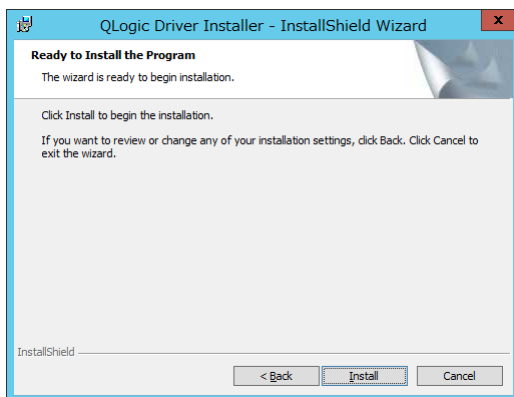 QLogic Driver Installer - InstallShield Wizard
x
Ready to Install the Program
The wizard is ready to begin installation.
Click Install to begin the installation.
If you want to review or change any of your installation settings, click Back. Click Cancel to
exit the wizard.
InstallShield
< Back Install Cancel